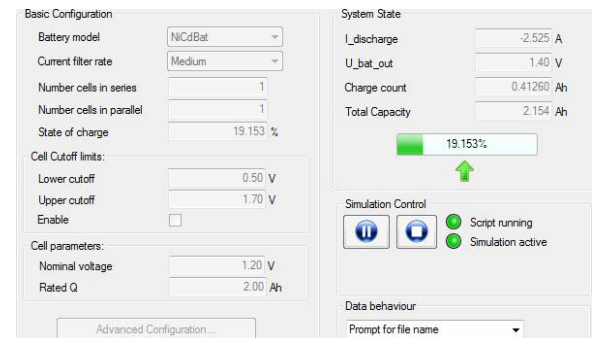 Basic Configuration
Battery model NiCdBat
Current filter rate Medium
Number cells in series 1
Number cells in parallel 1
State of charge 19.153 %
Cell Cutoff limits:
Lower cutoff 0.50 V
Upper cutoff 1.70 V
Enable
Cell parameters:
Nominal voltage 1.20 V
Rated Q 2.00 Ah
Advanced Configuration...
System State
I_discharge -2.525 A
U_bat_out 1.40 V
Charge count 0.41260 Ah
Total Capacity 2.154 Ah
19.153%
Simulation Control
Script running
Simulation active
Data behaviour
Prompt for file name